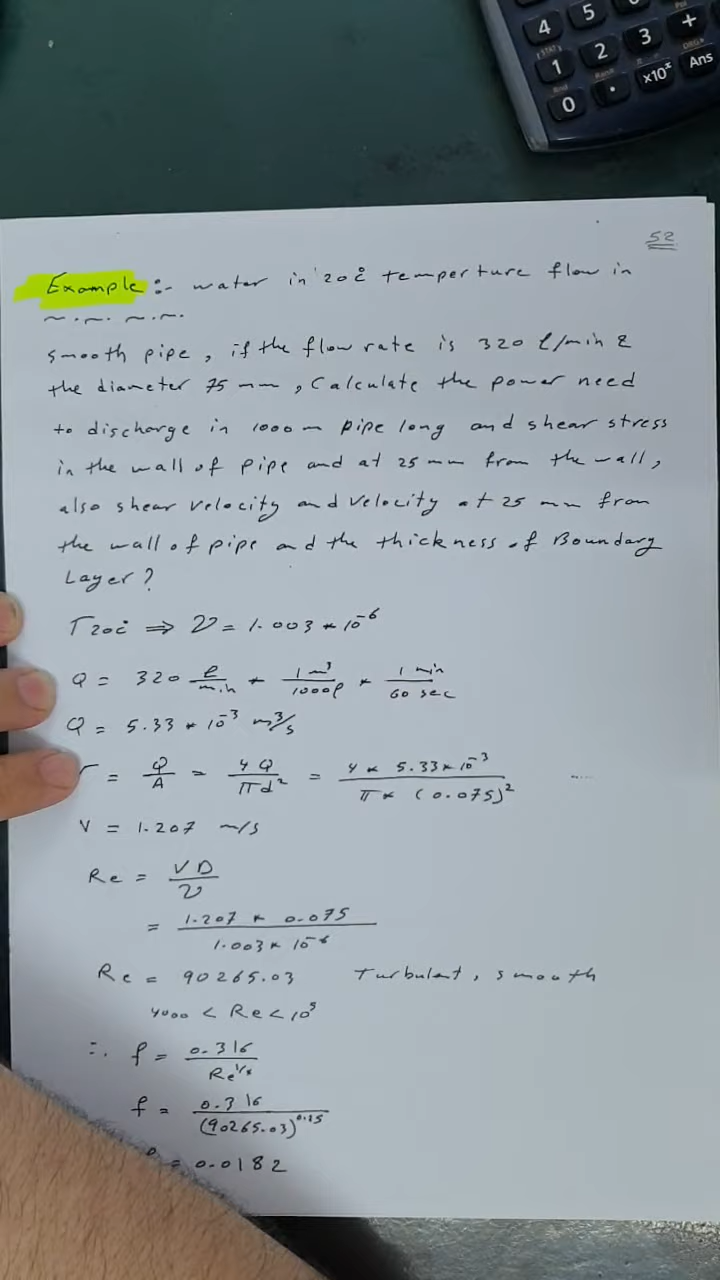 4 5 +
1 2 3
0 . ×10ˣ Ans
52
Example :- water in 20c̊ temperture flow in
smooth pipe, if the flow rate is 320 ℓ/min &
the diameter 75 mm, Calculate the power need
to discharge in 1000 m pipe long and shear stress
in the wall of pipe and at 25 mm from the wall,
also shear velocity and velocity at 25 mm from
the wall of pipe and the thickness of Boundary
Layer?
T20c̊ ⇒ ν = 1.003 * 10⁻⁶
Q = 320 ℓ/min * 1 m³/1000ℓ * 1 min/60 sec
Q = 5.33 * 10⁻³ m³/s
= Q/A = 4Q/πd² = 4 * 5.33 * 10⁻³ / π * (0.075)²
V = 1.207 m/s
Re = VD/ν
= 1.207 * 0.075 / 1.003 * 10⁻⁶
Re = 90265.03 Turbulent, smooth
4000 < Re < 10⁵
∴ f = 0.316 / Re^1/4
f = 0.316 / (90265.03)^0.25
= 0.0182